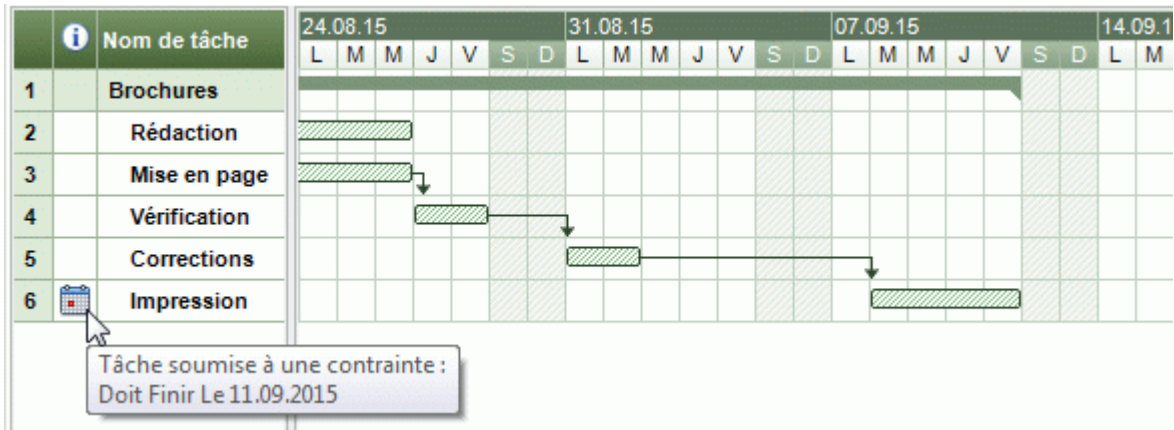 i Nom de tâche 24.08.15 31.08.15 07.09.15 14.09.1
L M M J V S D L M M J V S D L M M J V S D L M
1 Brochures
2 Rédaction
3 Mise en page
4 Vérification
5 Corrections
6 Impression
Tâche soumise à une contrainte :
Doit Finir Le 11.09.2015